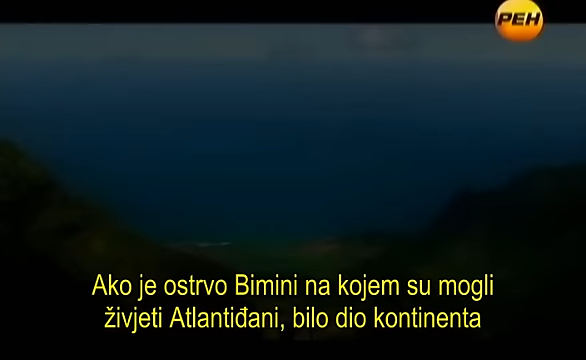 РЕН
Ako je ostrvo Bimini na kojem su mogli
živjeti Atlantiđani, bilo dio kontinenta